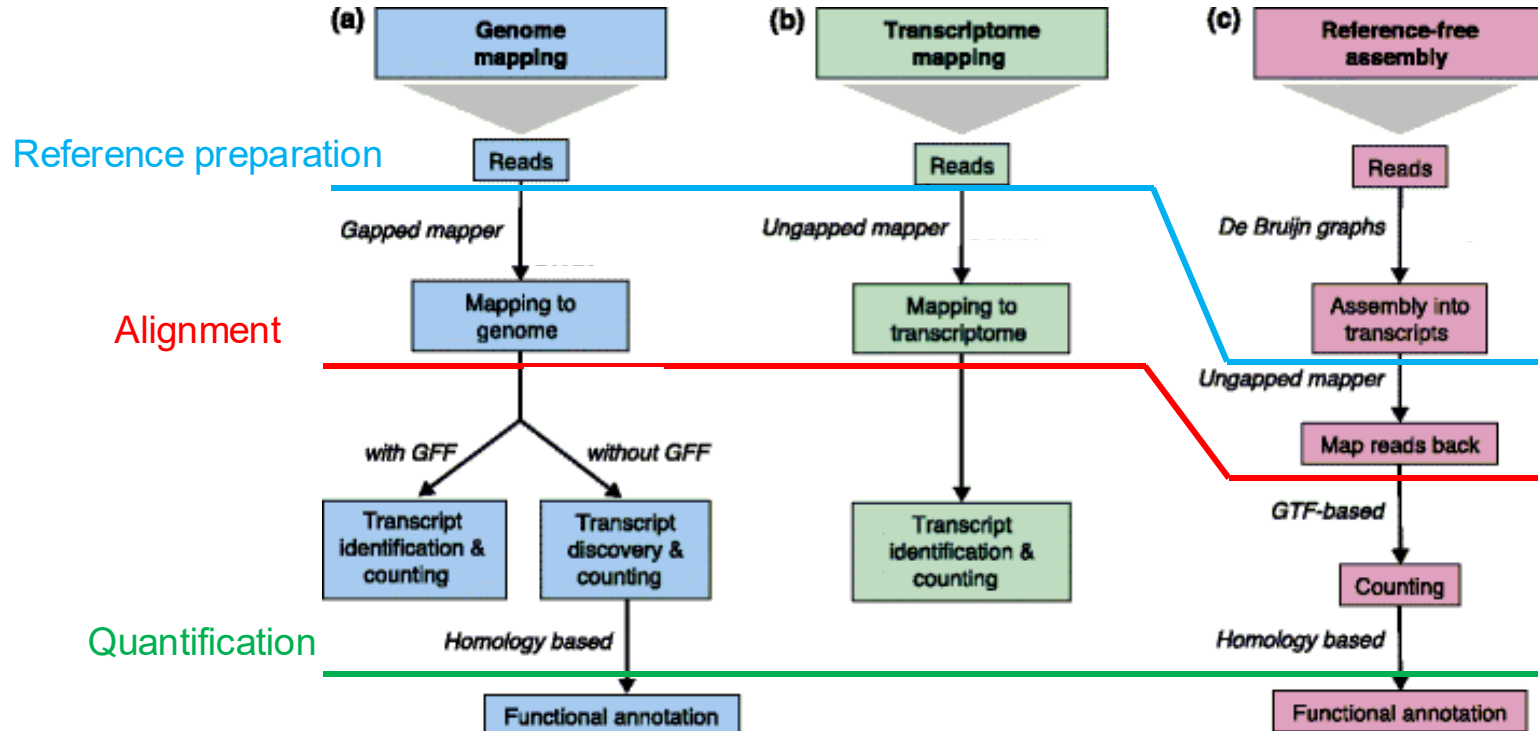 (a)
Genome
mapping
(b)
Transcriptome
mapping
(c)
Reference-free
assembly
Reference preparation
Reads
Reads
Reads
Gapped mapper
Ungapped mapper
De Bruijn graphs
Alignment
Mapping to
genome
Mapping to
transcriptome
Assembly into
transcripts
Ungapped mapper
with GFF
without GFF
Map reads back
GTF-based
Transcript
identification &
counting
Transcript
discovery &
counting
Transcript
identification &
counting
Counting
Quantification
Homology based
Homology based
Functional annotation
Functional annotation